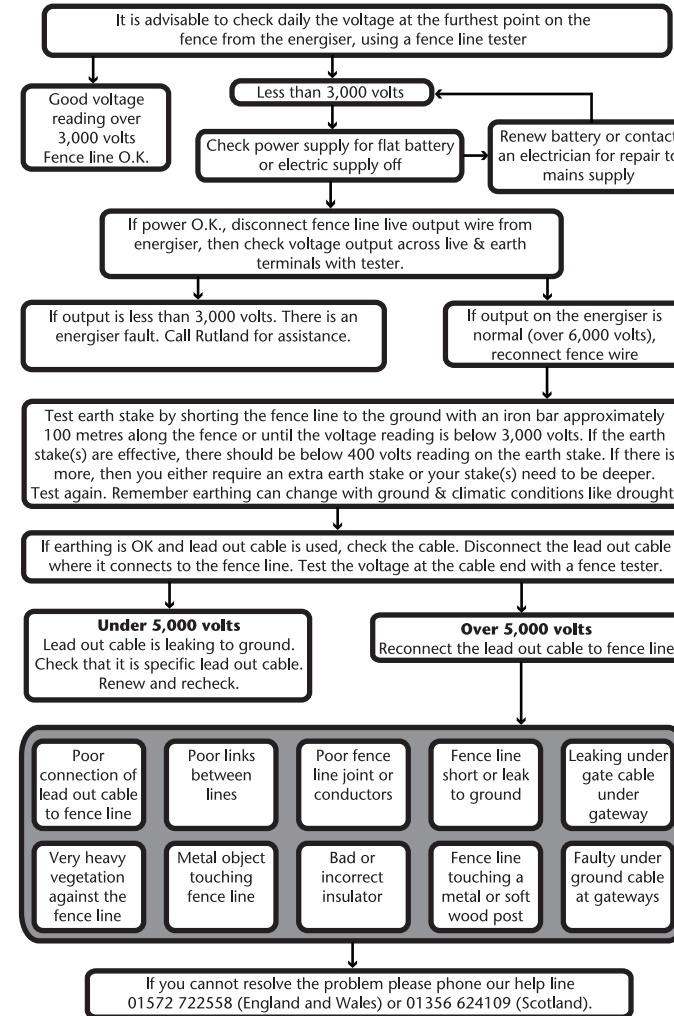 It is advisable to check daily the voltage at the furthest point on the
fence from the energiser, using a fence line tester
Good voltage
reading over
3,000 volts
Fence line O.K.
Less than 3,000 volts
Check power supply for flat battery
or electric supply off
Renew battery or contact
an electrician for repair to
mains supply
If power O.K., disconnect fence line live output wire from
energiser, then check voltage output across live & earth
terminals with tester.
If output is less than 3,000 volts. There is an
energiser fault. Call Rutland for assistance.
If output on the energiser is
normal (over 6,000 volts),
reconnect fence wire
Test earth stake by shorting the fence line to the ground with an iron bar approximately
100 metres along the fence or until the voltage reading is below 3,000 volts. If the earth
stake(s) are effective, there should be below 400 volts reading on the earth stake. If there is
more, then you either require an extra earth stake or your stake(s) need to be deeper.
Test again. Remember earthing can change with ground & climatic conditions like drought
If earthing is OK and lead out cable is used, check the cable. Disconnect the lead out cable
where it connects to the fence line. Test the voltage at the cable end with a fence tester.
Under 5,000 volts
Lead out cable is leaking to ground.
Check that it is specific lead out cable.
Renew and recheck.
Over 5,000 volts
Reconnect the lead out cable to fence line
Poor
connection of
lead out cable
to fence line
Poor links
between
lines
Poor fence
line joint or
conductors
Fence line
short or leak
to ground
Leaking under
gate cable
under
gateway
Very heavy
vegetation
against the
fence line
Metal object
touching
fence line
Bad or
incorrect
insulator
Fence line
touching a
metal or soft
wood post
Faulty under
ground cable
at gateways
If you cannot resolve the problem please phone our help line
01572 722558 (England and Wales) or 01356 624109 (Scotland).